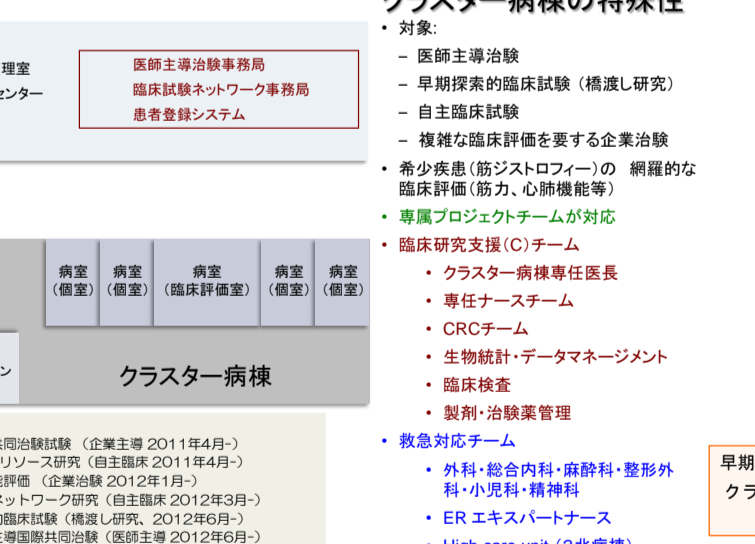 クラスター病棟の特殊性
理室
センター
医師主導治験事務局
臨床試験ネットワーク事務局
患者登録システム
• 対象:
– 医師主導治験
– 早期探索的臨床試験（橋渡し研究）
– 自主臨床試験
– 複雑な臨床評価を要する企業治験
• 希少疾患（筋ジストロフィー）の 網羅的な
臨床評価（筋力、心肺機能等）
• 専属プロジェクトチームが対応
• 臨床研究支援（C）チーム
• クラスター病棟専任医長
• 専任ナースチーム
• CRCチーム
• 生物統計・データマネージメント
• 臨床検査
• 製剤・治験薬管理
• 救急対応チーム
• 外科・総合内科・麻酔科・整形外
科・小児科・精神科
• ER エキスパートナース
• High care unit（2北病棟）
病室
（個室）
病室
（個室）
病室
（臨床評価室）
病室
（個室）
病室
（個室）
ン
クラスター病棟
共同治験試験 （企業主導 2011年4月-）
リソース研究（自主臨床 2011年4月-）
評価 （企業治験 2012年1月-）
ネットワーク研究（自主臨床 2012年3月-）
臨床試験（橋渡し研究、2012年6月-）
主導国際共同治験（医師主導 2012年6月-）
早期
クラ